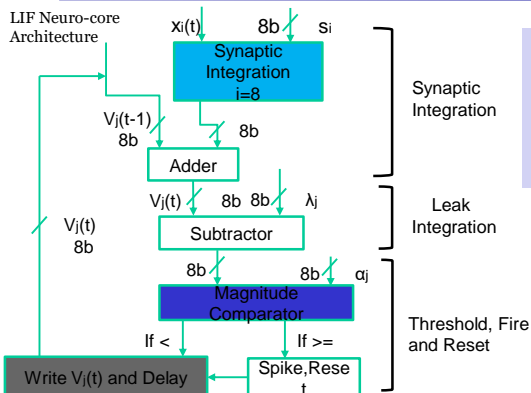 LIF Neuro-core
Architecture
xi(t) 8b si
Synaptic
Integration
i=8
Synaptic
Integration
Vj(t-1)
8b
8b
Adder
Vj(t) 8b 8b λj
Subtractor
Leak
Integration
Vj(t)
8b
8b 8b αj
Magnitude
Comparator
Threshold, Fire
and Reset
If < If >=
Write Vj(t) and Delay
Spike,Rese
t